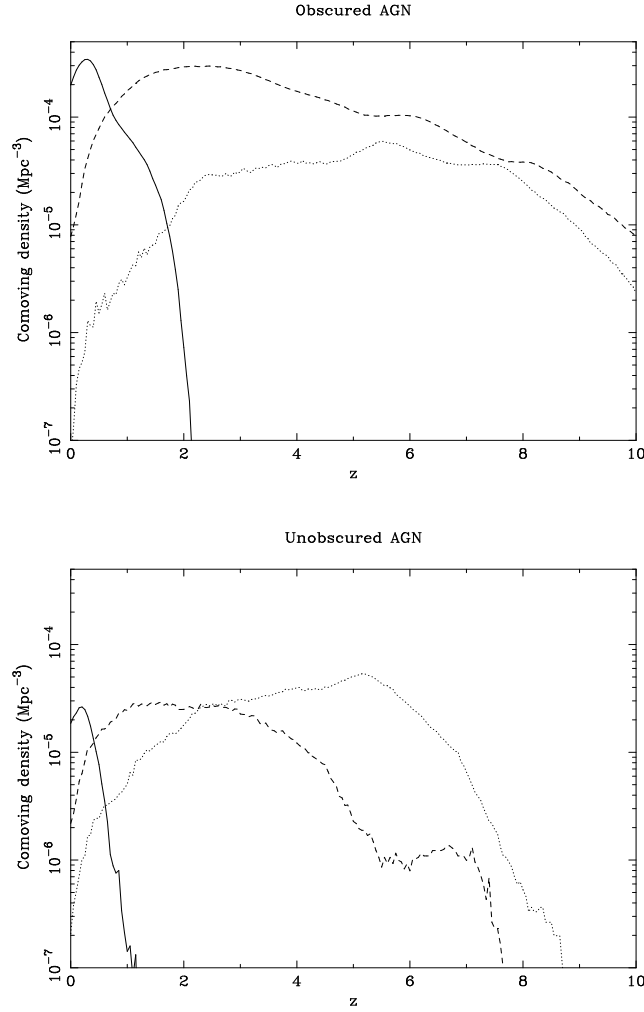 Obscured AGN
Comoving density (Mpc⁻³)
10⁻⁴
10⁻⁵
10⁻⁶
10⁻⁷
0 2 4 6 8 10
z
Unobscured AGN
Comoving density (Mpc⁻³)
10⁻⁴
10⁻⁵
10⁻⁶
10⁻⁷
0 2 4 6 8 10
z